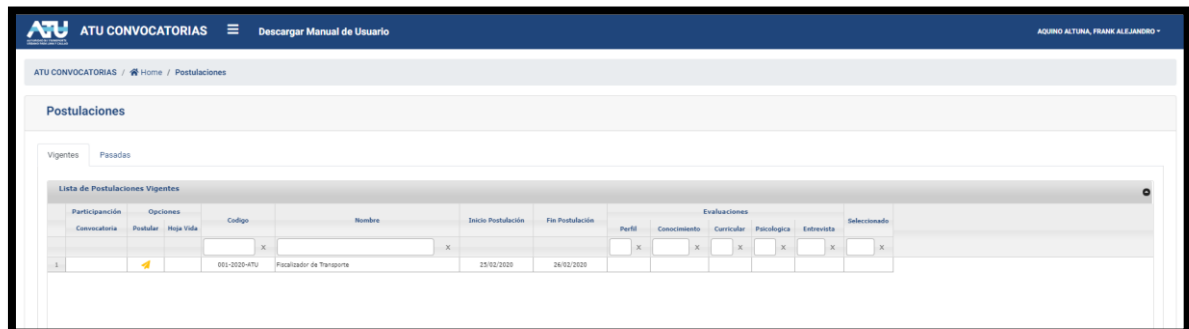 ATU ATU CONVOCATORIAS Descargar Manual de Usuario AQUINO ALTUNA, FRANK ALEJANDRO
ATU CONVOCATORIAS / Home / Postulaciones
Postulaciones
Vigentes Pasadas
Lista de Postulaciones Vigentes
Participanción Opciones Codigo Nombre Inicio Postulación Fin Postulación Evaluaciones Seleccionado
Convocatoria Postular Hoja Vida Perfil Conocimiento Curricular Psicologica Entrevista
x x x x x x x x
1 001-2020-ATU Focalizador de Transporte 25/02/2020 26/02/2020